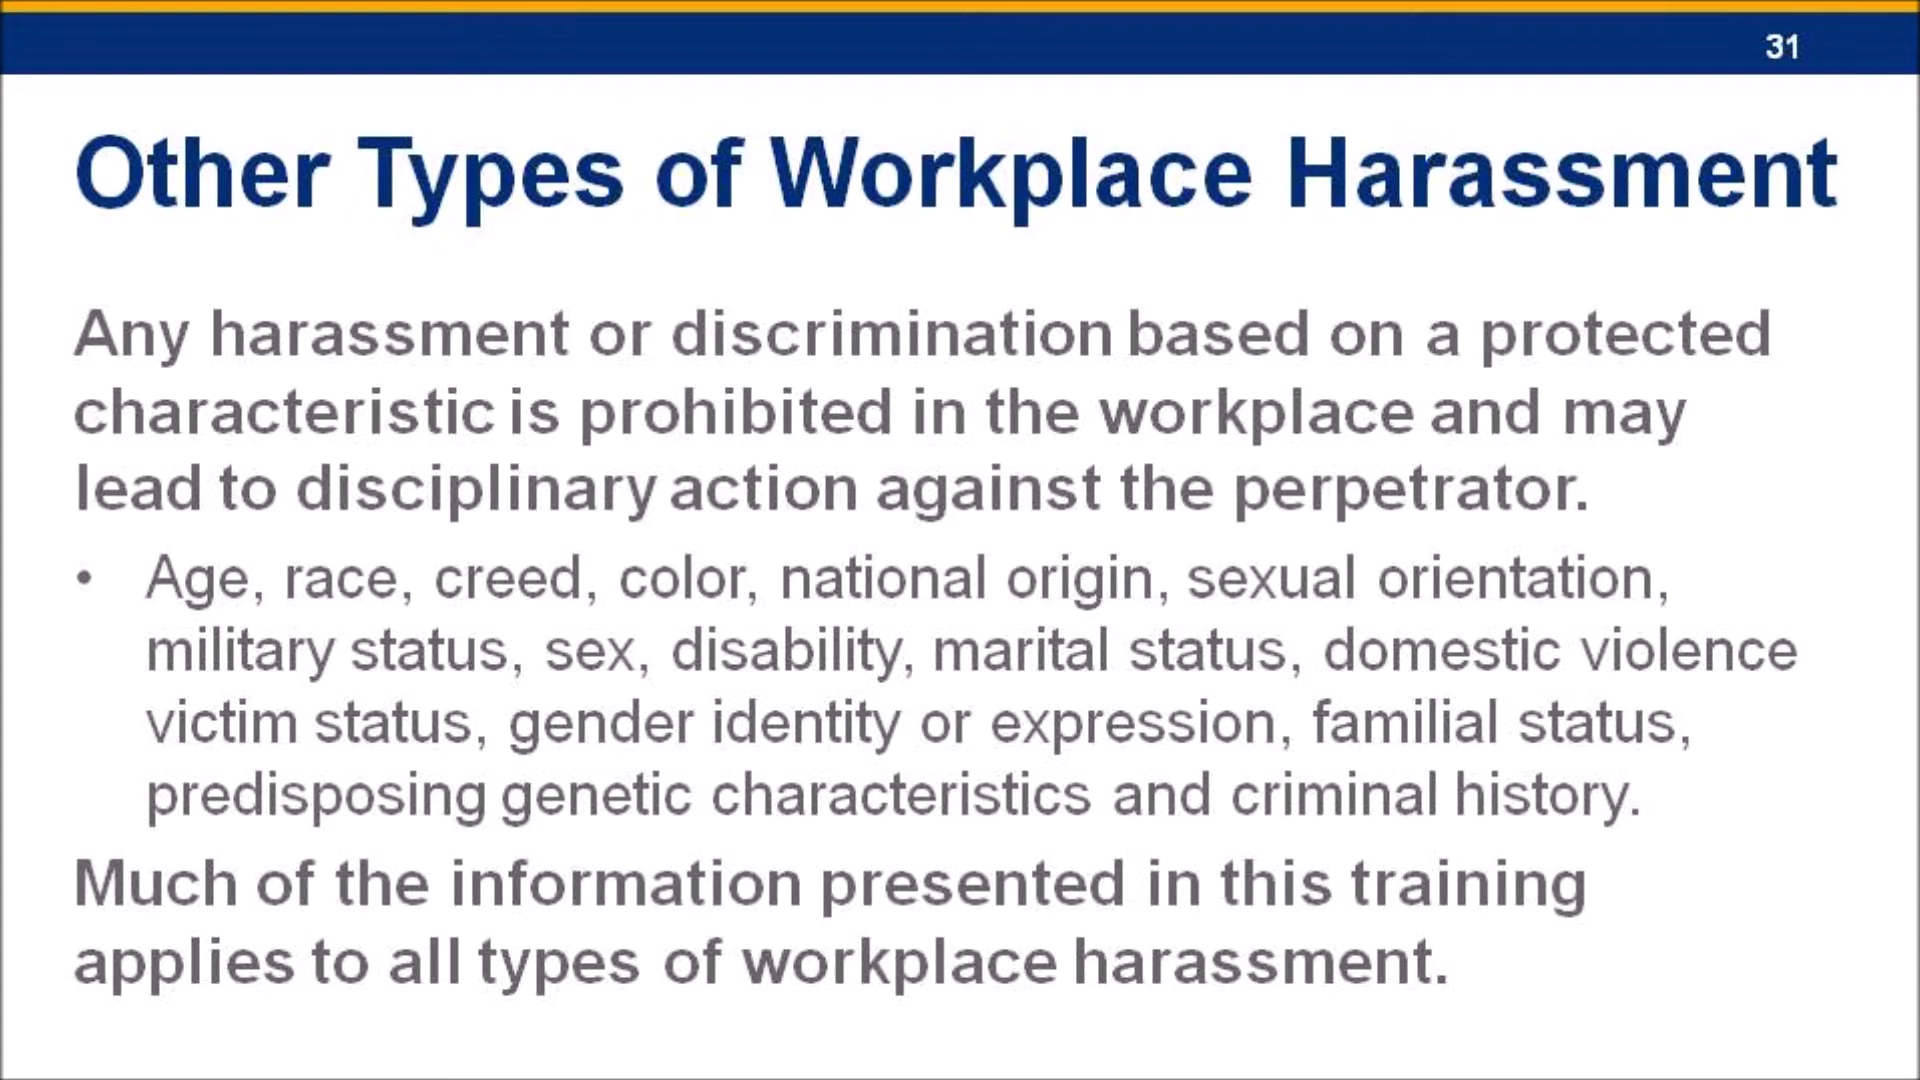 31
Other Types of Workplace Harassment
Any harassment or discrimination based on a protected
characteristic is prohibited in the workplace and may
lead to disciplinary action against the perpetrator.
• Age, race, creed, color, national origin, sexual orientation,
military status, sex, disability, marital status, domestic violence
victim status, gender identity or expression, familial status,
predisposing genetic characteristics and criminal history.
Much of the information presented in this training
applies to all types of workplace harassment.